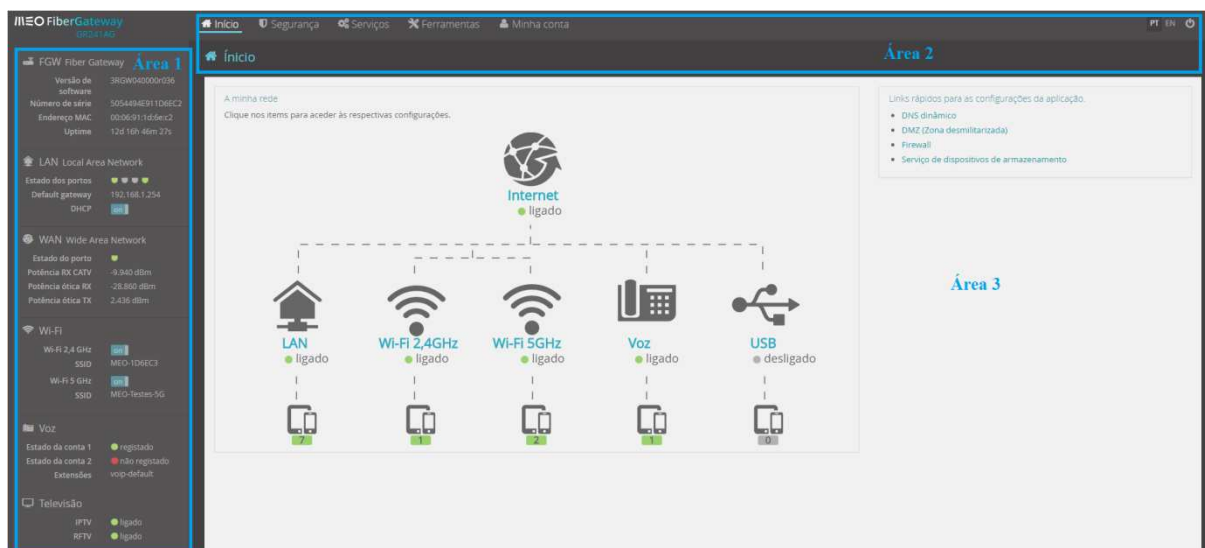 MEO FiberGateway
GR241AG
Início Segurança Serviços Ferramentas Minha conta PT EN
Ínicio
Área 2
FGW Fiber Gateway
Área 1
Versão de software 3RGW040000r036
Número de série 5054494E911D6EC2
Endereço MAC 00:06:91:1d:6e:c2
Uptime 12d 16h 46m 27s
LAN Local Area Network
Estado dos portos
Default gateway 192.168.1.254
DHCP on
WAN Wide Area Network
Estado do porto
Potência RX CATV -9.940 dBm
Potência ótica RX -28.860 dBm
Potência ótica TX 2.436 dBm
Wi-Fi
Wi-Fi 2,4 GHz on
SSID MEO-1D6EC3
Wi-Fi 5 GHz on
SSID MEO-Testes-5G
Voz
Estado da conta 1 registado
Estado da conta 2 não registado
Extensões voip-default
Televisão
IPTV ligado
RFTV ligado
A minha rede
Clique nos items para aceder às respectivas configurações.
Internet
ligado
LAN Wi-Fi 2,4GHz Wi-Fi 5GHz Voz USB
ligado ligado ligado ligado desligado
7 1 2 1 0
Links rápidos para as configurações da aplicação.
DNS dinâmico
DMZ (Zona desmilitarizada)
Firewall
Serviço de dispositivos de armazenamento
Área 3